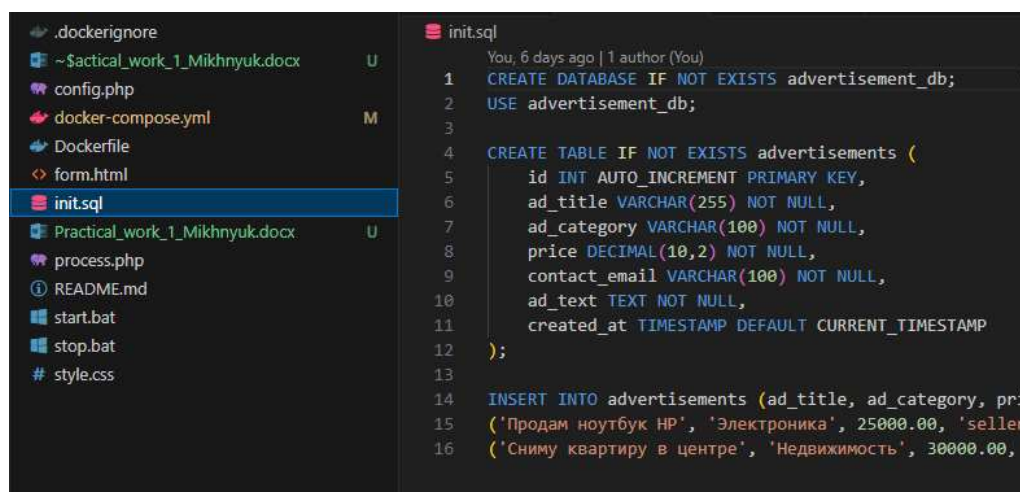 .dockerignore
~$actical_work_1_Mikhnyuk.docx U
config.php
docker-compose.yml M
Dockerfile
form.html
init.sql
Practical_work_1_Mikhnyuk.docx U
process.php
README.md
start.bat
stop.bat
style.css
init.sql
You, 6 days ago | 1 author (You)
1 CREATE DATABASE IF NOT EXISTS advertisement_db;
2 USE advertisement_db;
3
4 CREATE TABLE IF NOT EXISTS advertisements (
5 id INT AUTO_INCREMENT PRIMARY KEY,
6 ad_title VARCHAR(255) NOT NULL,
7 ad_category VARCHAR(100) NOT NULL,
8 price DECIMAL(10,2) NOT NULL,
9 contact_email VARCHAR(100) NOT NULL,
10 ad_text TEXT NOT NULL,
11 created_at TIMESTAMP DEFAULT CURRENT_TIMESTAMP
12 );
13
14 INSERT INTO advertisements (ad_title, ad_category, pri
15 ('Продам ноутбук HP', 'Электроника', 25000.00, 'seller
16 ('Сниму квартиру в центре', 'Недвижимость', 30000.00,